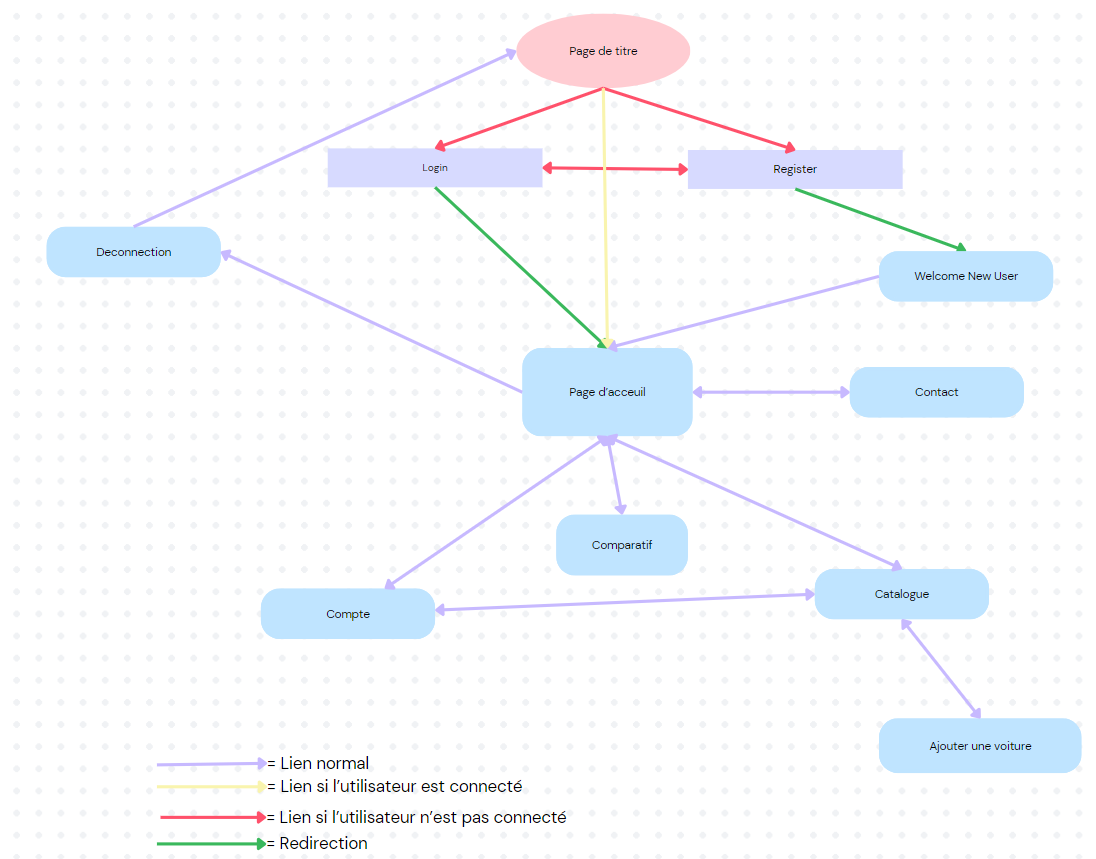 Page de titre
Login
Register
Deconnection
Welcome New User
Page d'acceuil
Contact
Comparatif
Catalogue
Compte
Ajouter une voiture
= Lien normal
= Lien si l'utilisateur est connecté
= Lien si l'utilisateur n'est pas connecté
= Redirection